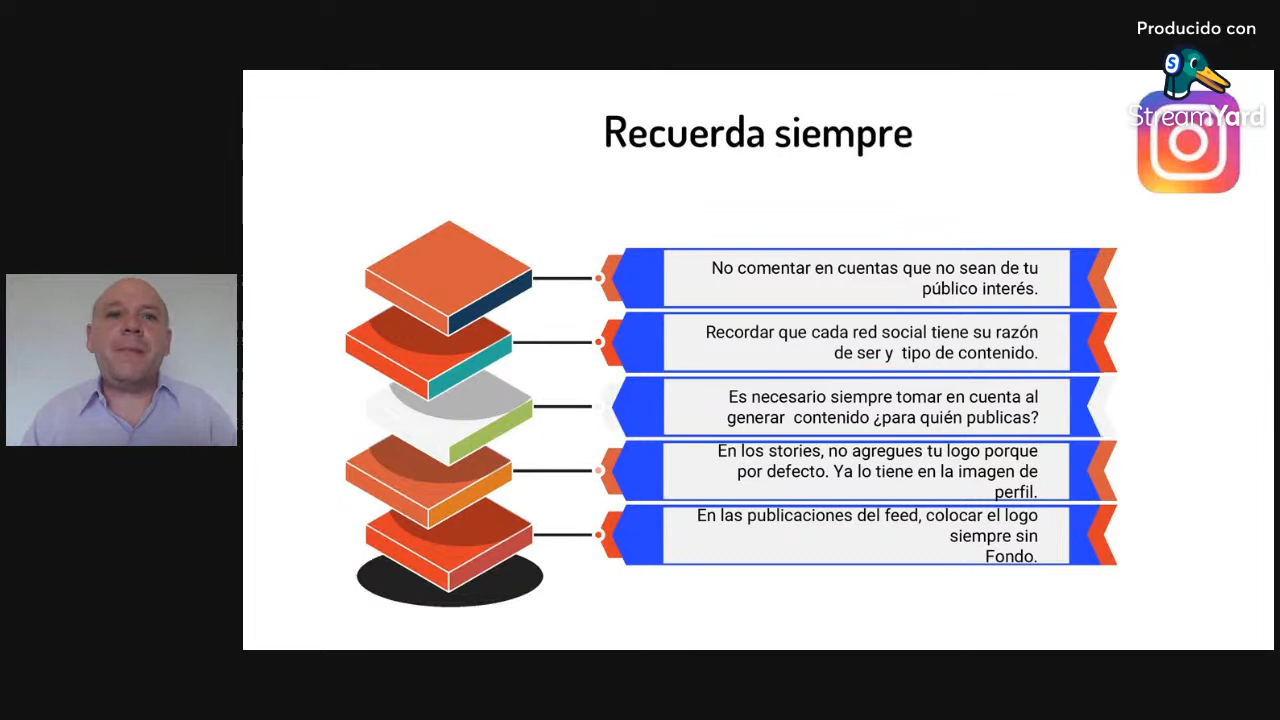 Producido con
StreamYard
Recuerda siempre
No comentar en cuentas que no sean de tu
público interés.
Recordar que cada red social tiene su razón
de ser y  tipo de contenido.
Es necesario siempre tomar en cuenta al
generar  contenido ¿para quién publicas?
En los stories, no agregues tu logo porque
por defecto. Ya lo tiene en la imagen de
perfil.
En las publicaciones del feed, colocar el logo
siempre sin
Fondo.